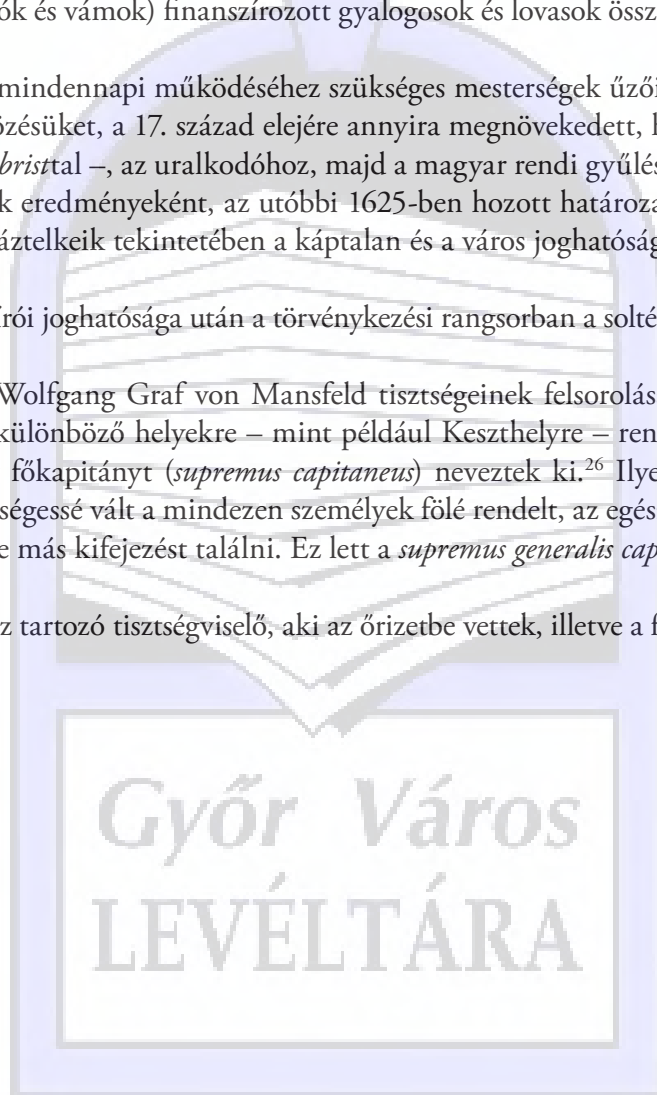 ók és vámok) finanszírozott gyalogosok és lovasok össz
mindennapi működéséhez szükséges mesterségek űzői
özésüket, a 17. század elejére annyira megnövekedett, h
bristtal –, az uralkodóhoz, majd a magyar rendi gyűlés
k eredményeként, az utóbbi 1625-ben hozott határoza
áztelkeik tekintetében a káptalan és a város joghatóság
írói joghatósága után a törvénykezési rangsorban a solté
Wolfgang Graf von Mansfeld tisztségeinek felsorolás
különböző helyekre – mint például Keszthelyre – ren
főkapitányt (supremus capitaneus) neveztek ki.²⁶ Ilye
ségessé vált a mindezen személyek fölé rendelt, az egés
e más kifejezést találni. Ez lett a supremus generalis cap
z tartozó tisztségviselő, aki az őrizetbe vettek, illetve a f
Győr Város
LEVÉLTÁRA